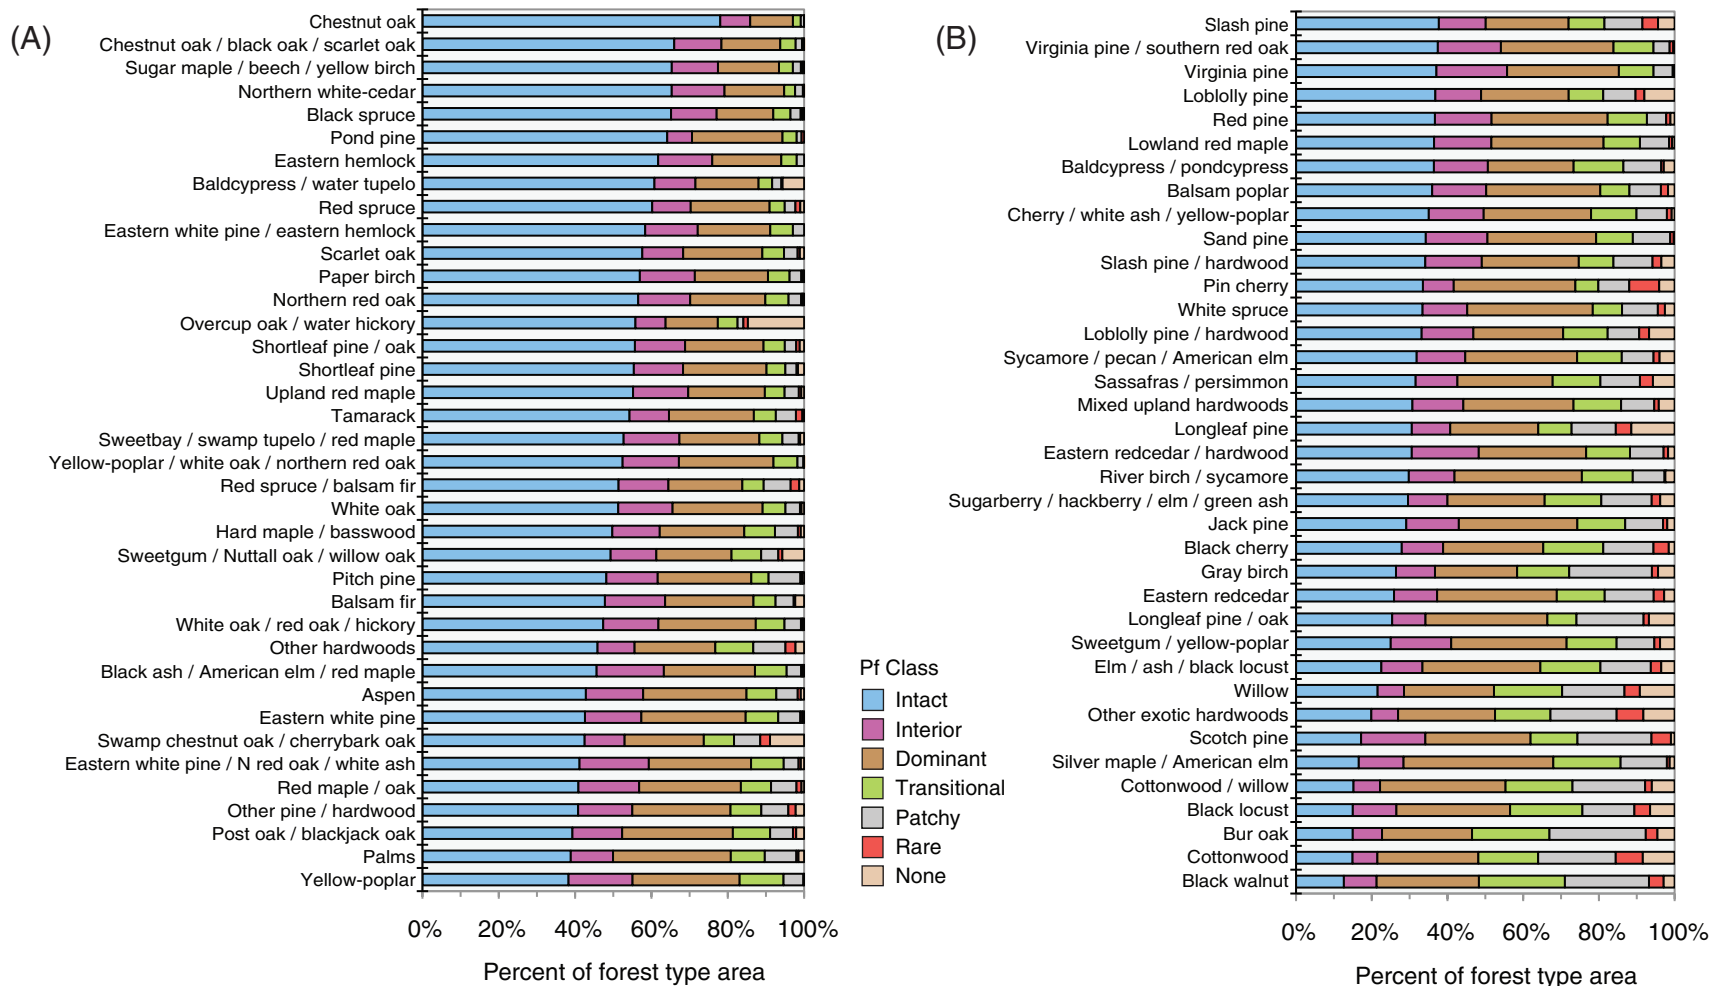 (A)
Chestnut oak
Chestnut oak / black oak / scarlet oak
Sugar maple / beech / yellow birch
Northern white-cedar
Black spruce
Pond pine
Eastern hemlock
Baldcypress / water tupelo
Red spruce
Eastern white pine / eastern hemlock
Scarlet oak
Paper birch
Northern red oak
Overcup oak / water hickory
Shortleaf pine / oak
Shortleaf pine
Upland red maple
Tamarack
Sweetbay / swamp tupelo / red maple
Yellow-poplar / white oak / northern red oak
Red spruce / balsam fir
White oak
Hard maple / basswood
Sweetgum / Nuttall oak / willow oak
Pitch pine
Balsam fir
White oak / red oak / hickory
Other hardwoods
Black ash / American elm / red maple
Aspen
Eastern white pine
Swamp chestnut oak / cherrybark oak
Eastern white pine / N red oak / white ash
Red maple / oak
Other pine / hardwood
Post oak / blackjack oak
Palms
Yellow-poplar
0% 20% 40% 60% 80% 100%
Percent of forest type area
Pf Class
Intact
Interior
Dominant
Transitional
Patchy
Rare
None
(B)
Slash pine
Virginia pine / southern red oak
Virginia pine
Loblolly pine
Red pine
Lowland red maple
Baldcypress / pondcypress
Balsam poplar
Cherry / white ash / yellow-poplar
Sand pine
Slash pine / hardwood
Pin cherry
White spruce
Loblolly pine / hardwood
Sycamore / pecan / American elm
Sassafras / persimmon
Mixed upland hardwoods
Longleaf pine
Eastern redcedar / hardwood
River birch / sycamore
Sugarberry / hackberry / elm / green ash
Jack pine
Black cherry
Gray birch
Eastern redcedar
Longleaf pine / oak
Sweetgum / yellow-poplar
Elm / ash / black locust
Willow
Other exotic hardwoods
Scotch pine
Silver maple / American elm
Cottonwood / willow
Black locust
Bur oak
Cottonwood
Black walnut
0% 20% 40% 60% 80% 100%
Percent of forest type area